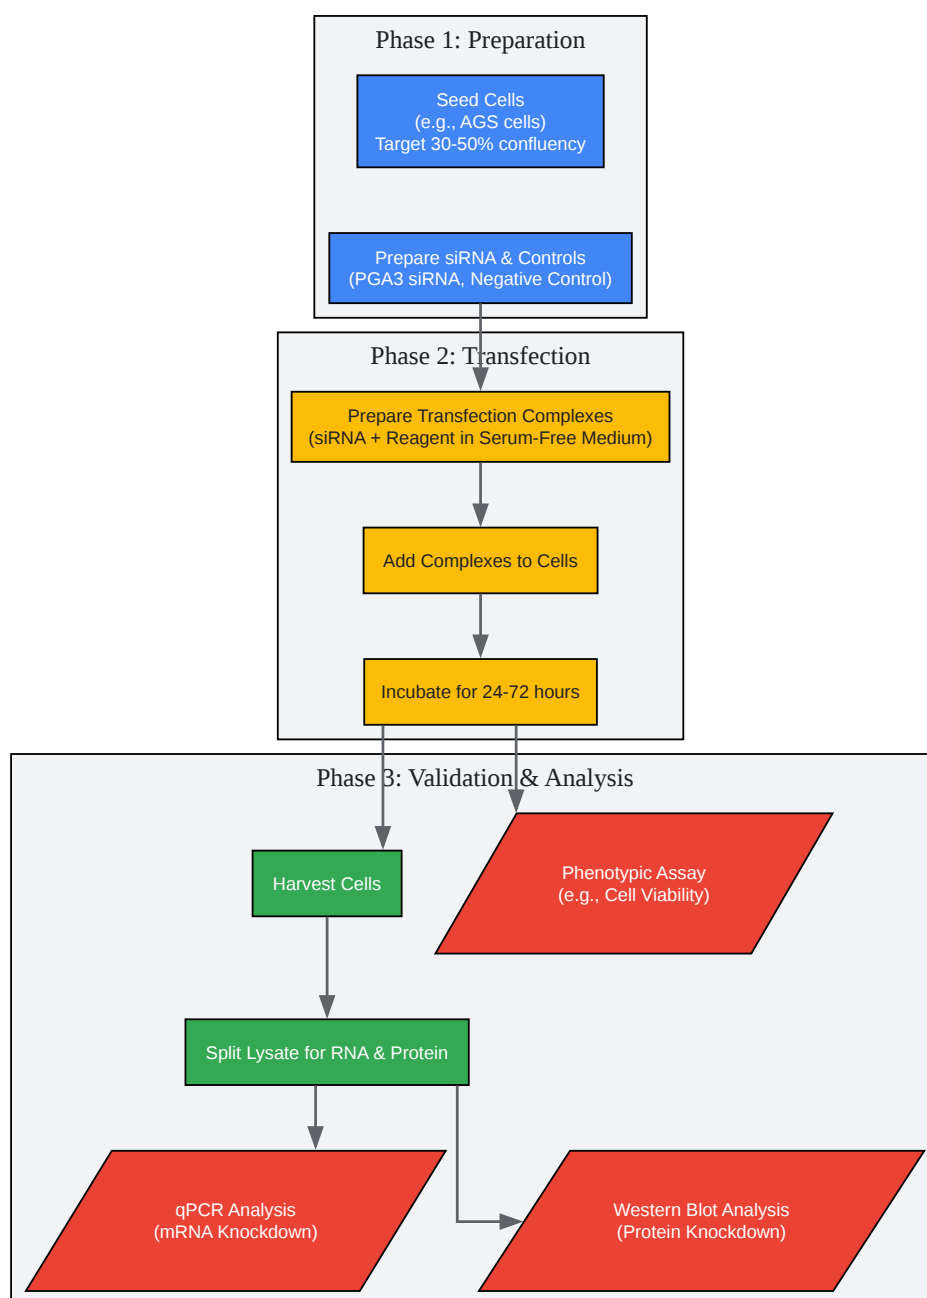 Phase 1: Preparation
Seed Cells
(e.g., AGS cells)
Target 30-50% confluency
Prepare siRNA & Controls
(PGA3 siRNA, Negative Control)
Phase 2: Transfection
Prepare Transfection Complexes
(siRNA + Reagent in Serum-Free Medium)
Add Complexes to Cells
Incubate for 24-72 hours
Phase 3: Validation & Analysis
Phenotypic Assay
(e.g., Cell Viability)
Harvest Cells
Split Lysate for RNA & Protein
qPCR Analysis
(mRNA Knockdown)
Western Blot Analysis
(Protein Knockdown)